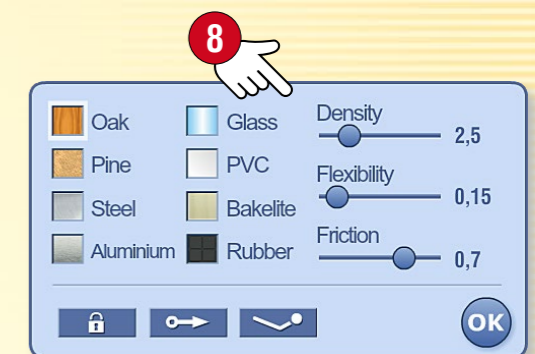 8
Oak
Pine
Steel
Aluminium
Glass
PVC
Bakelite
Rubber
Density
2,5
Flexibility
0,15
Friction
0,7
OK